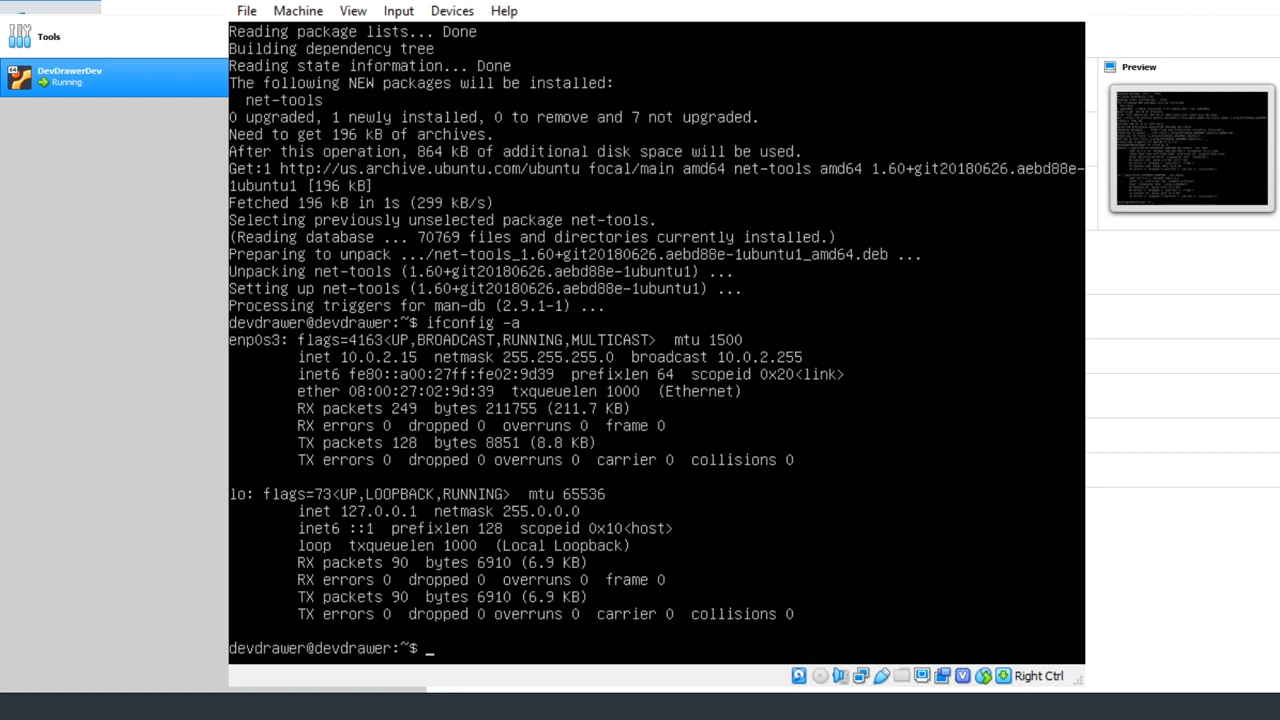 File Machine View Input Devices Help
Tools
DevDrawerDev
Running
Preview
Reading package lists... Done
Building dependency tree
Reading state information... Done
The following NEW packages will be installed:
net-tools
0 upgraded, 1 newly installed, 0 to remove and 7 not upgraded.
Need to get 196 kB of archives.
After this operation, 864 kB of additional disk space will be used.
Get:1 http://us.archive.ubuntu.com/ubuntu focal/main amd64 net-tools amd64 1.60+git20180626.aebd88e-
1ubuntu1 [196 kB]
Fetched 196 kB in 1s (239
Selecting previously unselected package net-tools.
(Reading database ... 70769 files and directories currently installed.)
Preparing to unpack .../net-tools_1.60+git20180626.aebd88e-1ubuntu1_amd64.deb ...
Unpacking net-tools (1.60+git20180626.aebd88e-1ubuntu1) ...
Setting up net-tools (1.60+git20180626.aebd88e-1ubuntu1) ...
Processing triggers for man-db (2.9.1-1) ...
devdrawer@devdrawer:~$ ifconfig -a
enp0s3: flags=4163<UP,BROADCAST,RUNNING,MULTICAST> mtu 1500
inet 10.0.2.15 netmask 255.255.255.0 broadcast 10.0.2.255
inet6 fe80::a00:27ff:fe02:9d39 prefixlen 64 scopeid 0x20<link>
ether 08:00:27:02:9d:39 txqueuelen 1000 (Ethernet)
RX packets 249 bytes 211755 (211.7 KB)
RX errors 0 dropped 0 overruns 0 frame 0
TX packets 128 bytes 8851 (8.8 KB)
TX errors 0 dropped 0 overruns 0 carrier 0 collisions 0
lo: flags=73<UP,LOOPBACK,RUNNING> mtu 65536
inet 127.0.0.1 netmask 255.0.0.0
inet6 ::1 prefixlen 128 scopeid 0x10<host>
loop txqueuelen 1000 (Local Loopback)
RX packets 90 bytes 6910 (6.9 KB)
RX errors 0 dropped 0 overruns 0 frame 0
TX packets 90 bytes 6910 (6.9 KB)
TX errors 0 dropped 0 overruns 0 carrier 0 collisions 0
devdrawer@devdrawer:~$ _
Right Ctrl